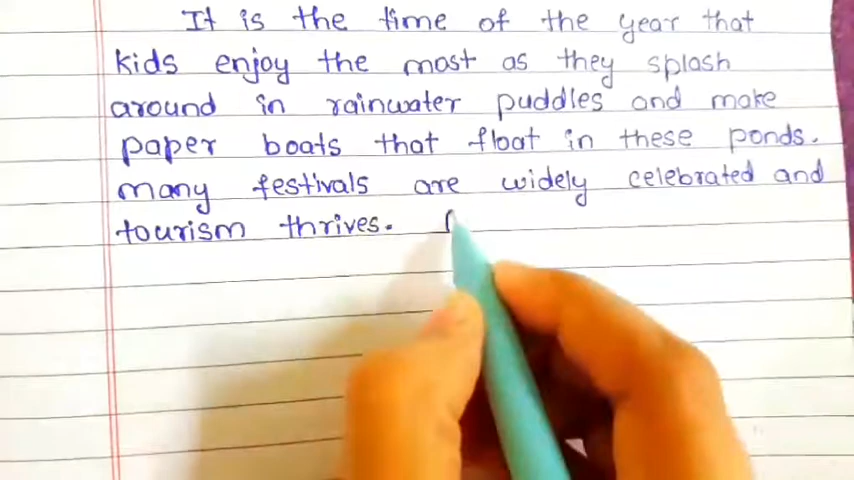 It is the time of the year that
kids enjoy the most as they splash
around in rainwater puddles and make
paper boats that float in these ponds.
many festivals are widely celebrated and
tourism thrives.